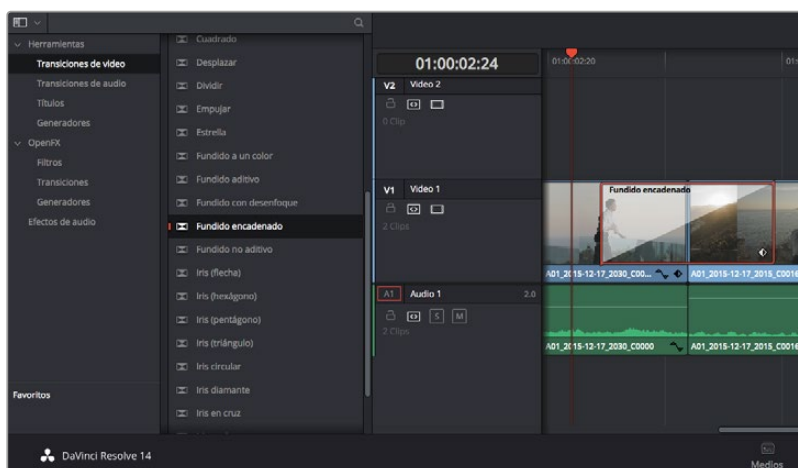 Herramientas
Transiciones de video
Transiciones de audio
Títulos
Generadores
OpenFX
Filtros
Transiciones
Generadores
Efectos de audio
Favoritos
Cuadrado
Desplazar
Dividir
Empujar
Estrella
Fundido a un color
Fundido aditivo
Fundido con desenfoque
Fundido encadenado
Fundido no aditivo
Iris (flecha)
Iris (hexágono)
Iris (pentágono)
Iris (triángulo)
Iris circular
Iris diamante
Iris en cruz
01:00:02:24
V2 Video 2
0 Clip
V1 Video 1
2 Clips
A1 Audio 1 2.0
S M
2 Clips
01:00:02:20
Fundido encadenado
A01_2015-12-17_2030_C00... A01_2015-12-17_2015_C0016
A01_2015-12-17_2030_C0000 A01_2015-12-17_2015_C0016
DaVinci Resolve 14
Medios